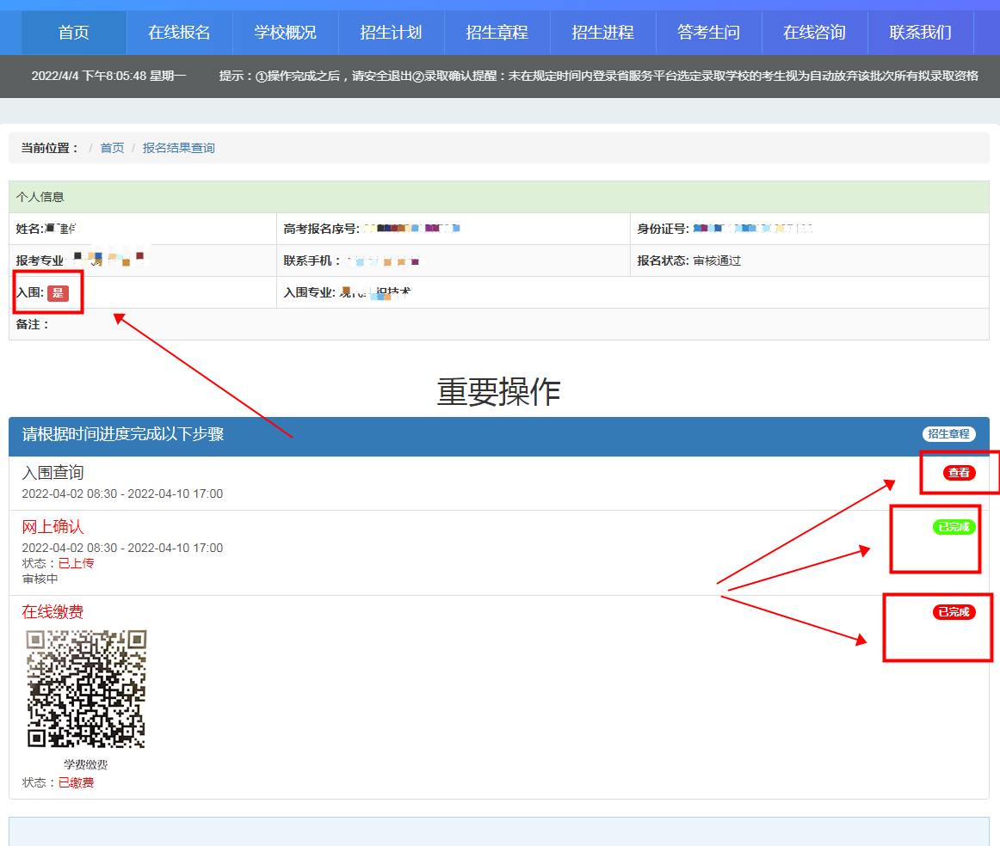 首页 在线报名 学校概况 招生计划 招生章程 招生进程 答考生问 在线咨询 联系我们
2022/4/4 下午8:05:48 星期一 提示：①操作完成之后，请安全退出②录取确认提醒：未在规定时间内登录省服务平台选定录取学校的考生视为自动放弃该批次所有拟录取资格
当前位置： / 首页 / 报名结果查询
个人信息
姓名: 高考报名序号: 身份证号:
报考专业 联系手机： 报名状态: 审核通过
入围: 是 入围专业: 技术
备注：
重要操作
请根据时间进度完成以下步骤 招生章程
入围查询 查看
2022-04-02 08:30 - 2022-04-10 17:00
网上确认 已完成
2022-04-02 08:30 - 2022-04-10 17:00
状态：已上传
审核中
在线缴费 已完成
学费缴费
状态：已缴费